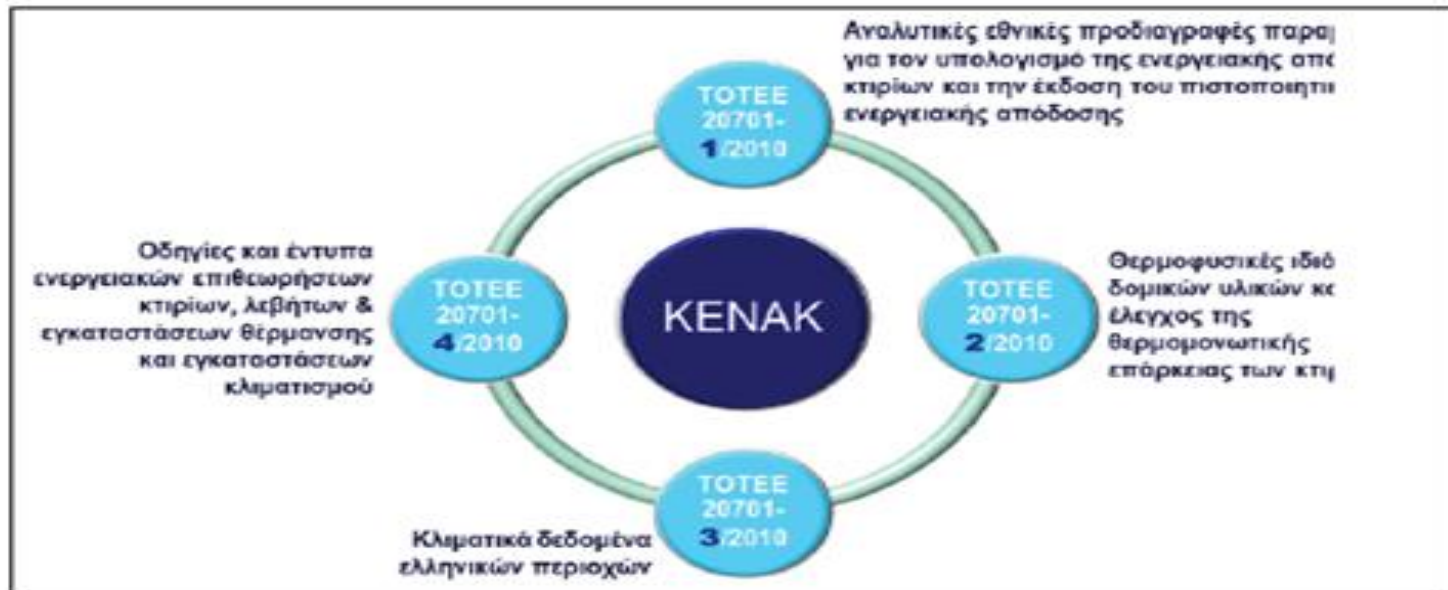 Αναλυτικές εθνικές προδιαγραφές
για τον υπολογισμό της ενεργειακής
κτιρίων και την έκδοση του
ενεργειακής απόδοσης
ΤΟΤΕΕ
20701-
1/2010
Οδηγίες και έντυπα
ενεργειακών επιθεωρήσεων
κτιρίων, λεβήτων &
εγκαταστάσεων θέρμανσης
και εγκαταστάσεων
κλιματισμού
ΤΟΤΕΕ
20701-
4/2010
ΚΕΝΑΚ
ΤΟΤΕΕ
20701-
2/2010
Θερμοφυσικές
δομικών υλικών
έλεγχος της
θερμομονωτικής
επάρκειας των
ΤΟΤΕΕ
20701-
3/2010
Κλιματικά δεδομένα
ελληνικών περιοχών